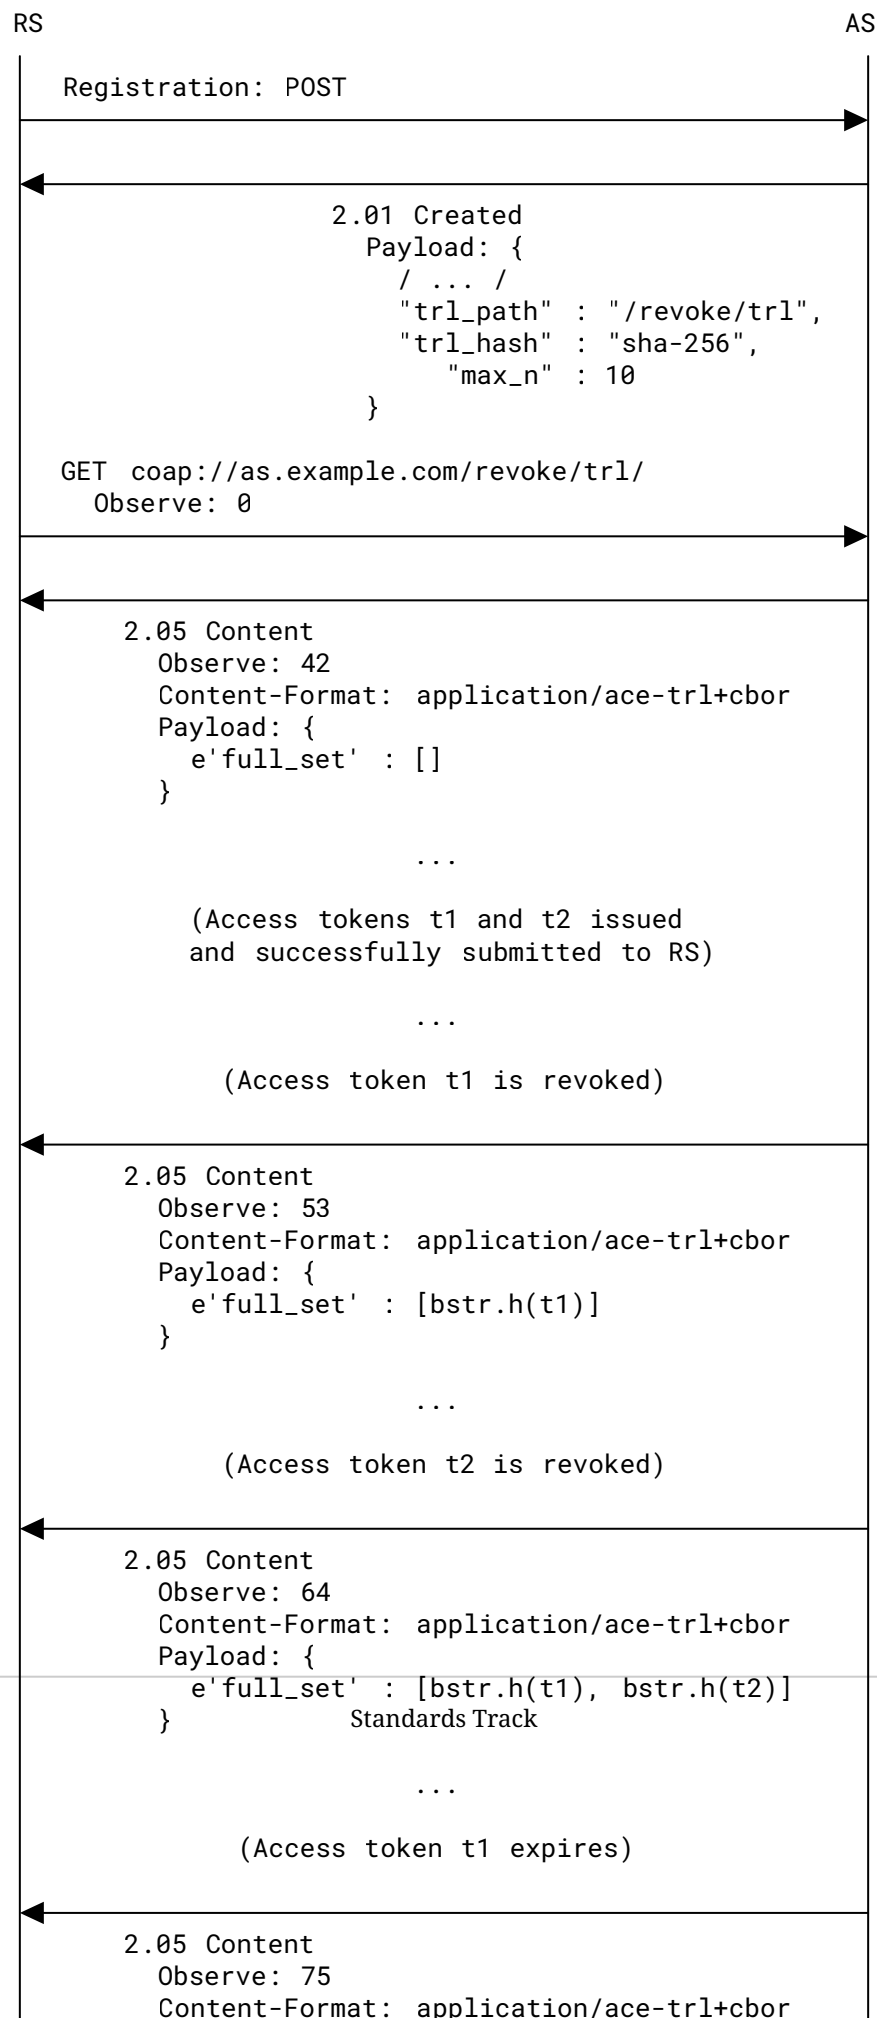 RS AS
Registration: POST
2.01 Created
Payload: {
/ ... /
"trl_path" : "/revoke/trl",
"trl_hash" : "sha-256",
"max_n" : 10
}
GET coap://as.example.com/revoke/trl/
Observe: 0
2.05 Content
Observe: 42
Content-Format: application/ace-trl+cbor
Payload: {
e'full_set' : []
}
...
(Access tokens t1 and t2 issued
and successfully submitted to RS)
...
(Access token t1 is revoked)
2.05 Content
Observe: 53
Content-Format: application/ace-trl+cbor
Payload: {
e'full_set' : [bstr.h(t1)]
}
...
(Access token t2 is revoked)
2.05 Content
Observe: 64
Content-Format: application/ace-trl+cbor
Payload: {
e'full_set' : [bstr.h(t1), bstr.h(t2)]
} Standards Track
...
(Access token t1 expires)
2.05 Content
Observe: 75
Content-Format: application/ace-trl+cbor